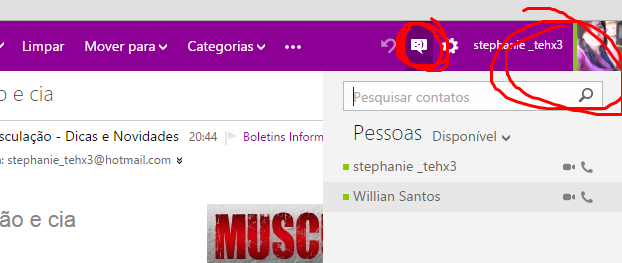 Limpar Mover para Categorias ... stephanie _tehx3
o e cia
Pesquisar contatos
sculação - Dicas e Novidades 20:44 Boletins Inform
Pessoas Disponível
: stephanie_tehx3@hotmail.com
stephanie _tehx3
Willian Santos
ão e cia
MUSC